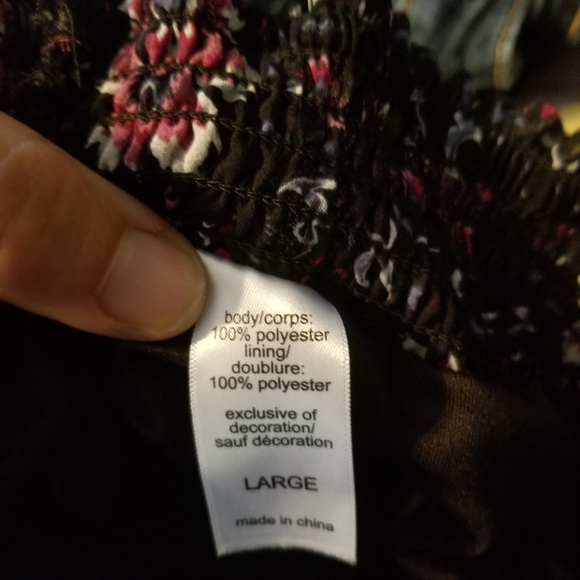 body/corps:
100% polyester
lining/
doublure:
100% polyester
exclusive of
decoration/
sauf décoration
LARGE
made in china